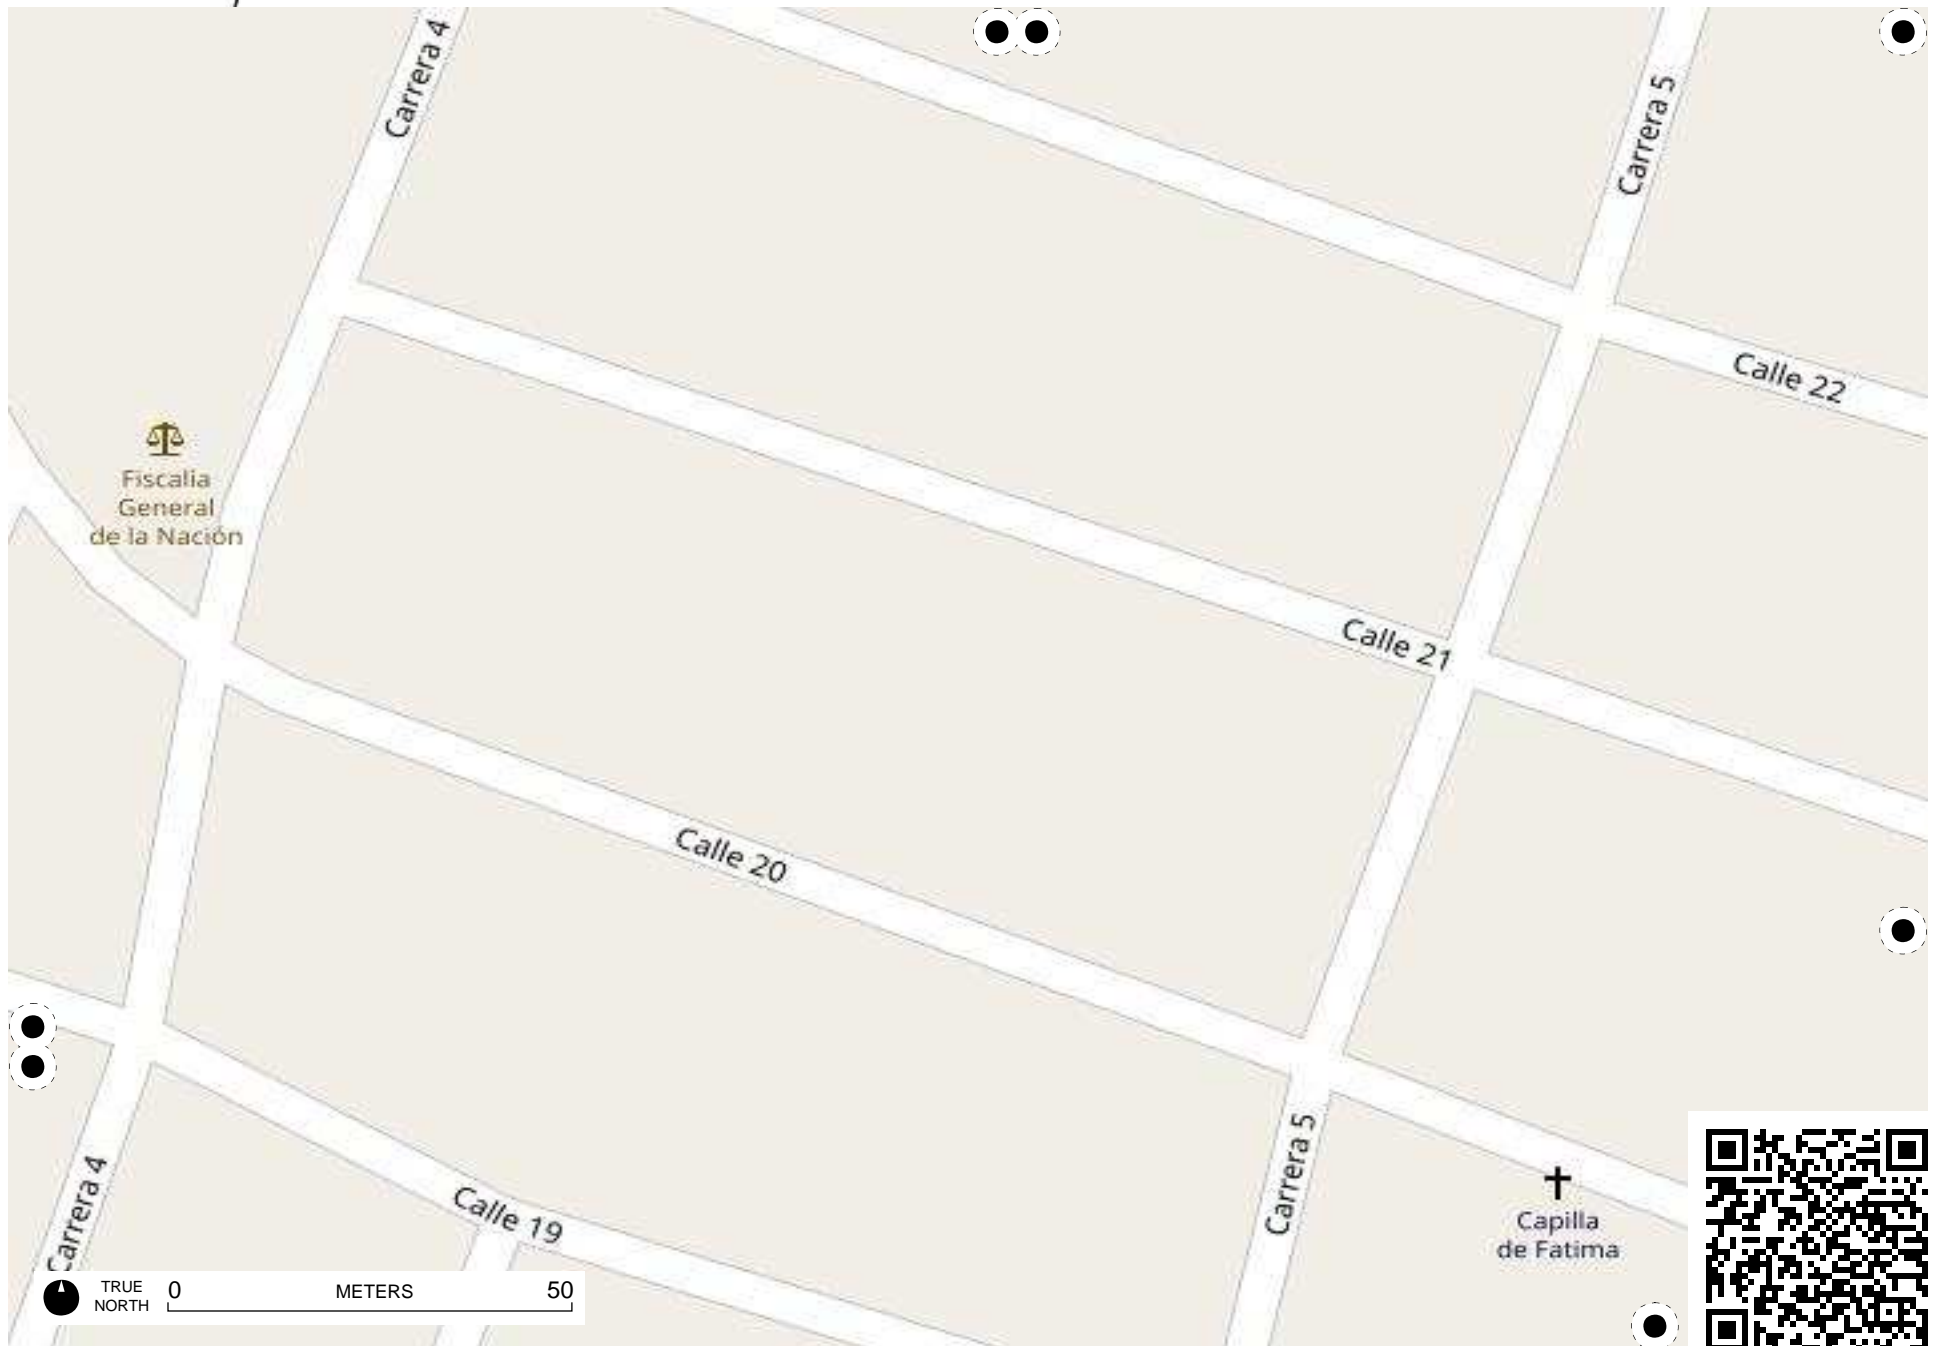 Carrera 4
Carrera 5
Calle 22
Fiscalia
General
de la Nación
Calle 21
Calle 20
Carrera 5
Carrera 4
Calle 19
Capilla
de Fatima
TRUE
NORTH
0 METERS 50